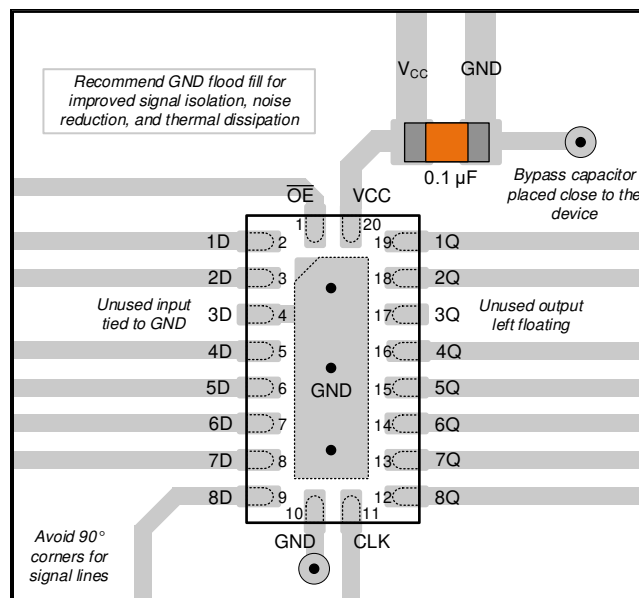 Recommend GND flood fill for
improved signal isolation, noise
reduction, and thermal dissipation
VCC GND
0.1 µF
Bypass capacitor
placed close to the
device
OE VCC
1 20
1D 2 19 1Q
2D 3 18 2Q
Unused input
tied to GND
3D 4 17 3Q
Unused output
left floating
4D 5 16 4Q
5D 6 GND 15 5Q
6D 7 14 6Q
7D 8 13 7Q
8D 9 12 8Q
10 11
GND CLK
Avoid 90°
corners for
signal lines